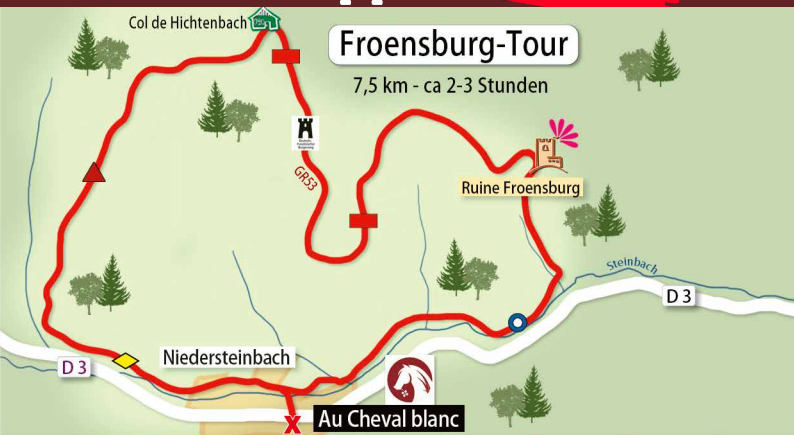 Col de Hichtenbach
Froensburg-Tour
7,5 km - ca 2-3 Stunden
GR53
Ruine Froensburg
Steinbach
D 3
Niedersteinbach
D 3
X
Au Cheval blanc